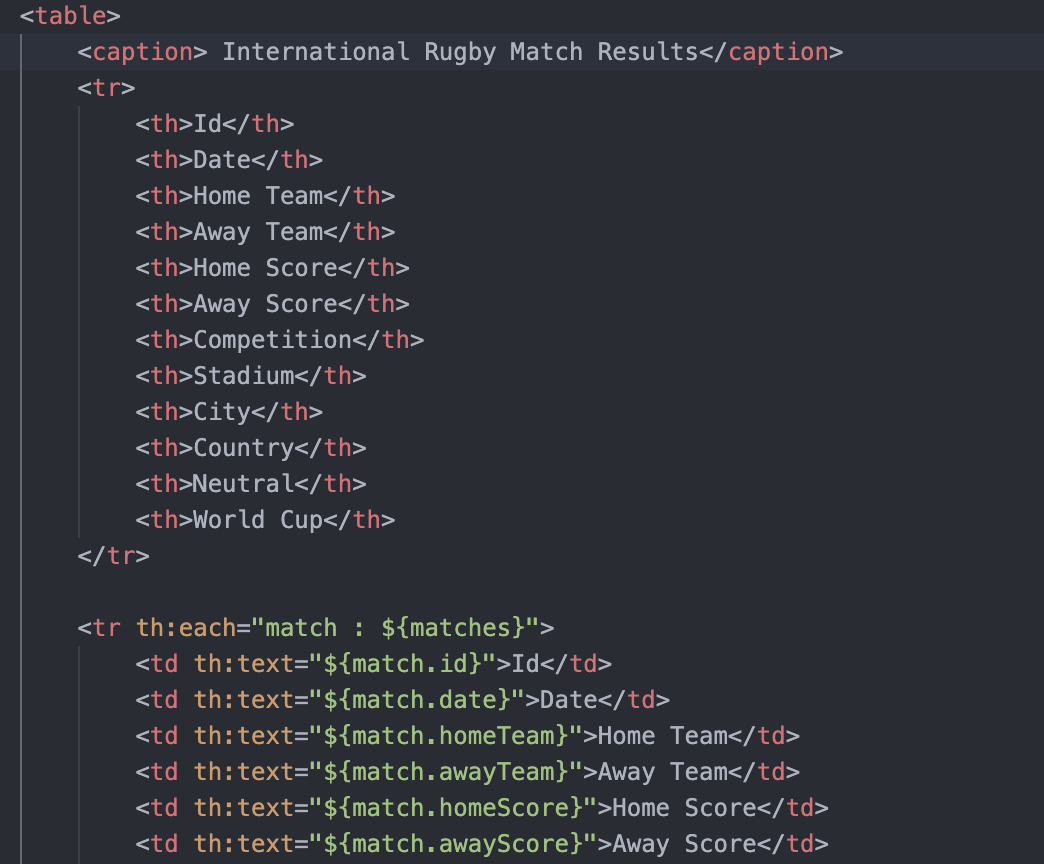 <table>
    <caption> International Rugby Match Results</caption>
    <tr>
        <th>Id</th>
        <th>Date</th>
        <th>Home Team</th>
        <th>Away Team</th>
        <th>Home Score</th>
        <th>Away Score</th>
        <th>Competition</th>
        <th>Stadium</th>
        <th>City</th>
        <th>Country</th>
        <th>Neutral</th>
        <th>World Cup</th>
    </tr>

    <tr th:each="match : ${matches}">
        <td th:text="${match.id}">Id</td>
        <td th:text="${match.date}">Date</td>
        <td th:text="${match.homeTeam}">Home Team</td>
        <td th:text="${match.awayTeam}">Away Team</td>
        <td th:text="${match.homeScore}">Home Score</td>
        <td th:text="${match.awayScore}">Away Score</td>